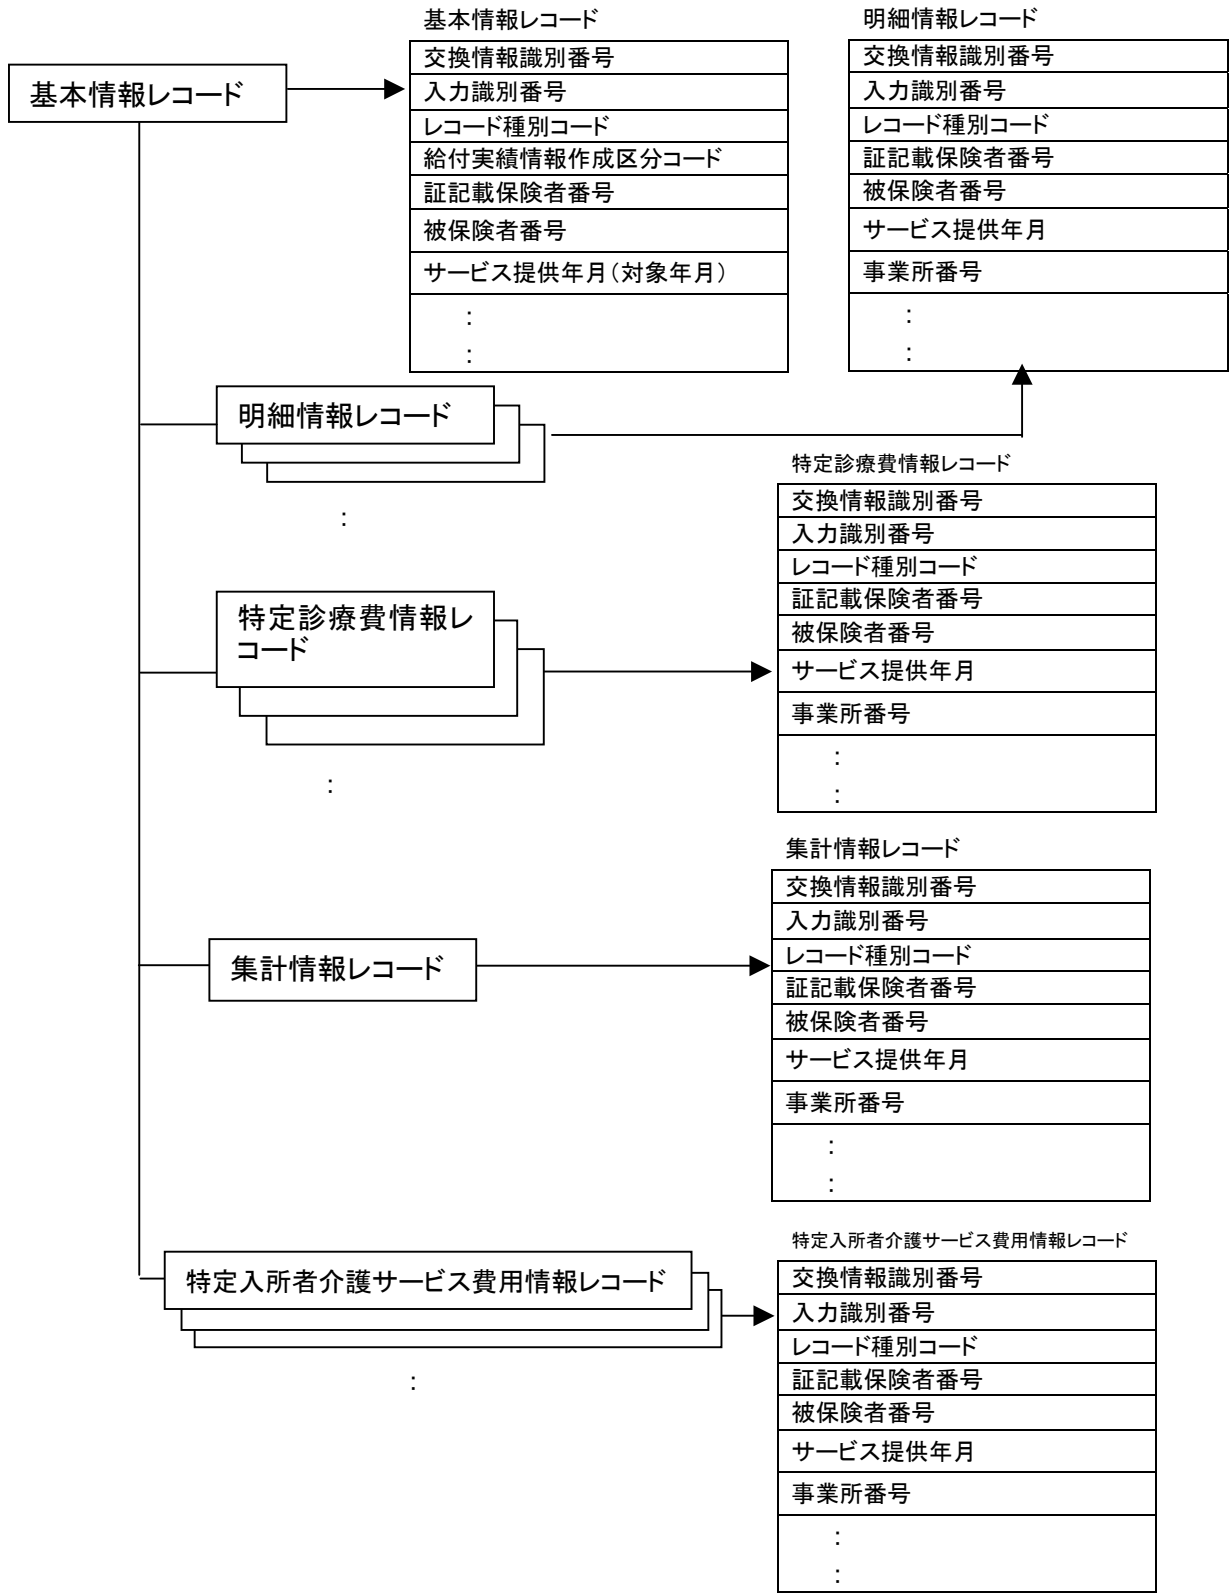 基本情報レコード
基本情報レコード
交換情報識別番号
入力識別番号
レコード種別コード
給付実績情報作成区分コード
証記載保険者番号
被保険者番号
サービス提供年月(対象年月)
:
:
明細情報レコード
交換情報識別番号
入力識別番号
レコード種別コード
証記載保険者番号
被保険者番号
サービス提供年月
事業所番号
:
:
明細情報レコード
:
特定診療費情報レ
コード
:
特定診療費情報レコード
交換情報識別番号
入力識別番号
レコード種別コード
証記載保険者番号
被保険者番号
サービス提供年月
事業所番号
:
:
集計情報レコード
集計情報レコード
交換情報識別番号
入力識別番号
レコード種別コード
証記載保険者番号
被保険者番号
サービス提供年月
事業所番号
:
:
特定入所者介護サービス費用情報レコード
:
特定入所者介護サービス費用情報レコード
交換情報識別番号
入力識別番号
レコード種別コード
証記載保険者番号
被保険者番号
サービス提供年月
事業所番号
:
: